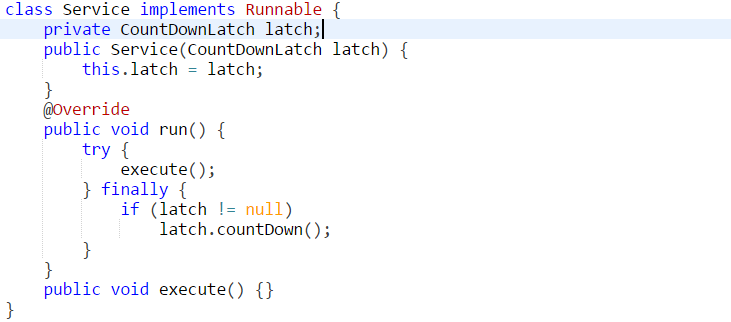 class Service implements Runnable {
    private CountDownLatch latch;
    public Service(CountDownLatch latch) {
        this.latch = latch;
    }
    @Override
    public void run() {
        try {
            execute();
        } finally {
            if (latch != null)
                latch.countDown();
        }
    }
    public void execute() {}
}